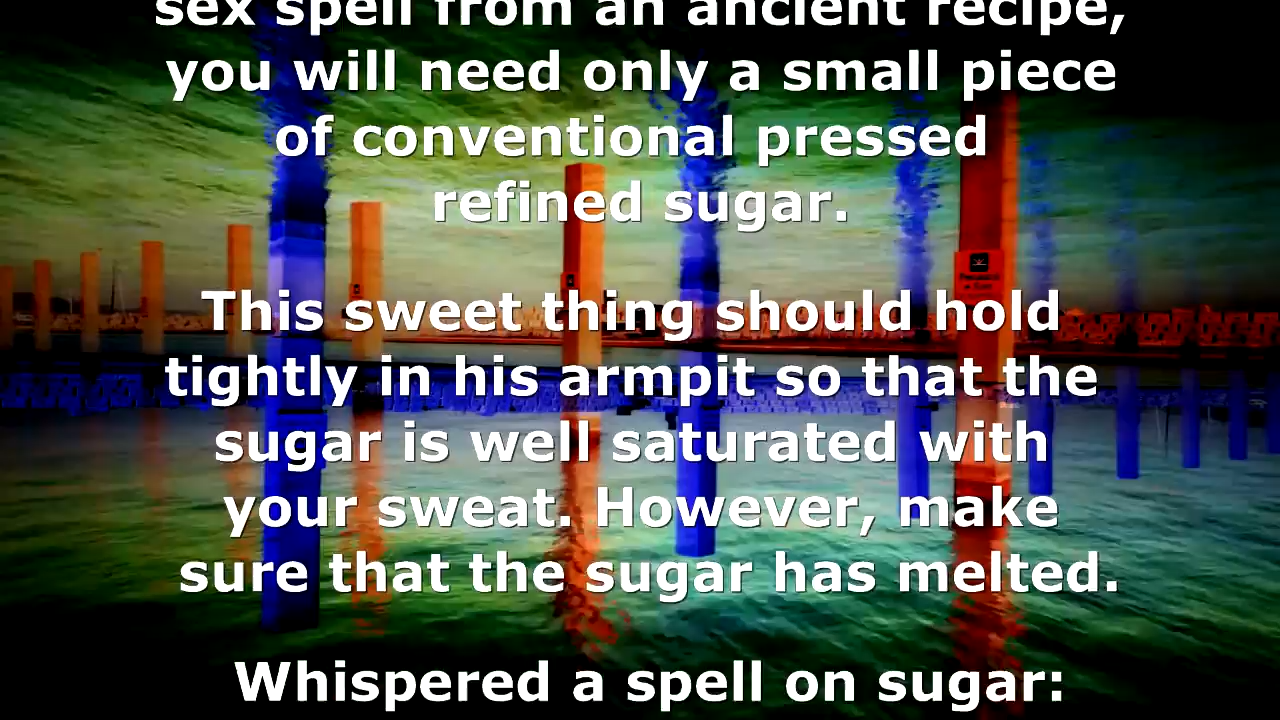 sex spell from an ancient recipe,
you will need only a small piece
of conventional pressed
refined sugar.
This sweet thing should hold
tightly in his armpit so that the
sugar is well saturated with
your sweat. However, make
sure that the sugar has melted.
Whispered a spell on sugar: